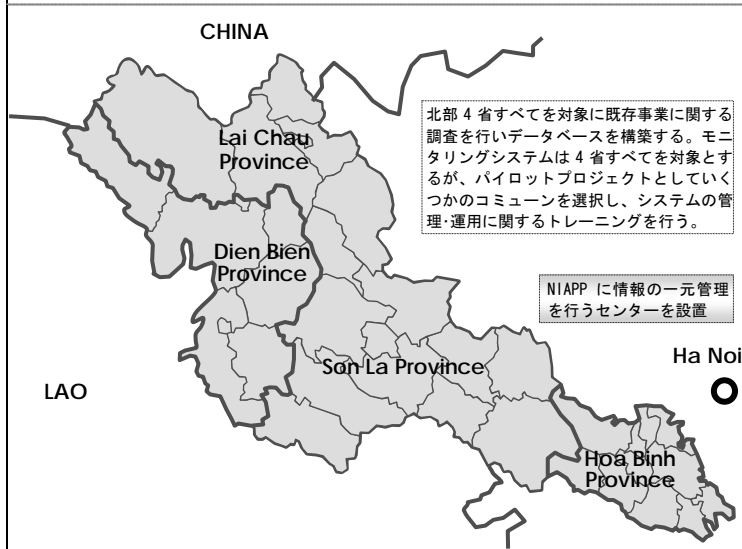 CHINA
北部 4 省すべてを対象に既存事業に関する
調査を行いデータベースを構築する。モニ
タリングシステムは 4 省すべてを対象とす
るが、パイロットプロジェクトとしていく
つかのコミューンを選択し、システムの管
理・運用に関するトレーニングを行う。
Lai Chau
Province
Dien Bien
Province
NIAPP に情報の一元管理
を行うセンターを設置
Son La Province
Ha Noi
LAO
Hoa Binh
Province